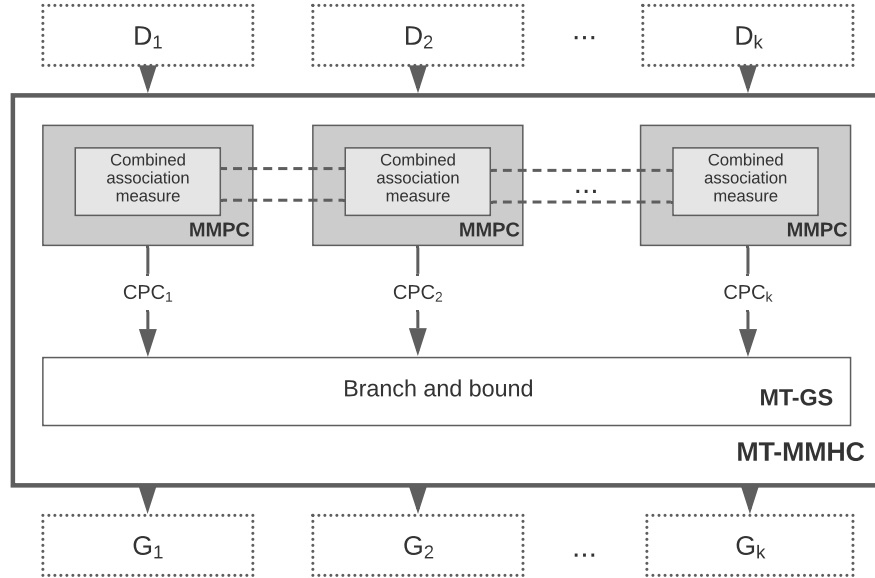 D₁ D₂ ... Dₖ
Combined association measure
Combined association measure
...
Combined association measure
MMPC MMPC MMPC
CPC₁ CPC₂ CPCₖ
Branch and bound
MT-GS
MT-MMHC
G₁ G₂ ... Gₖ